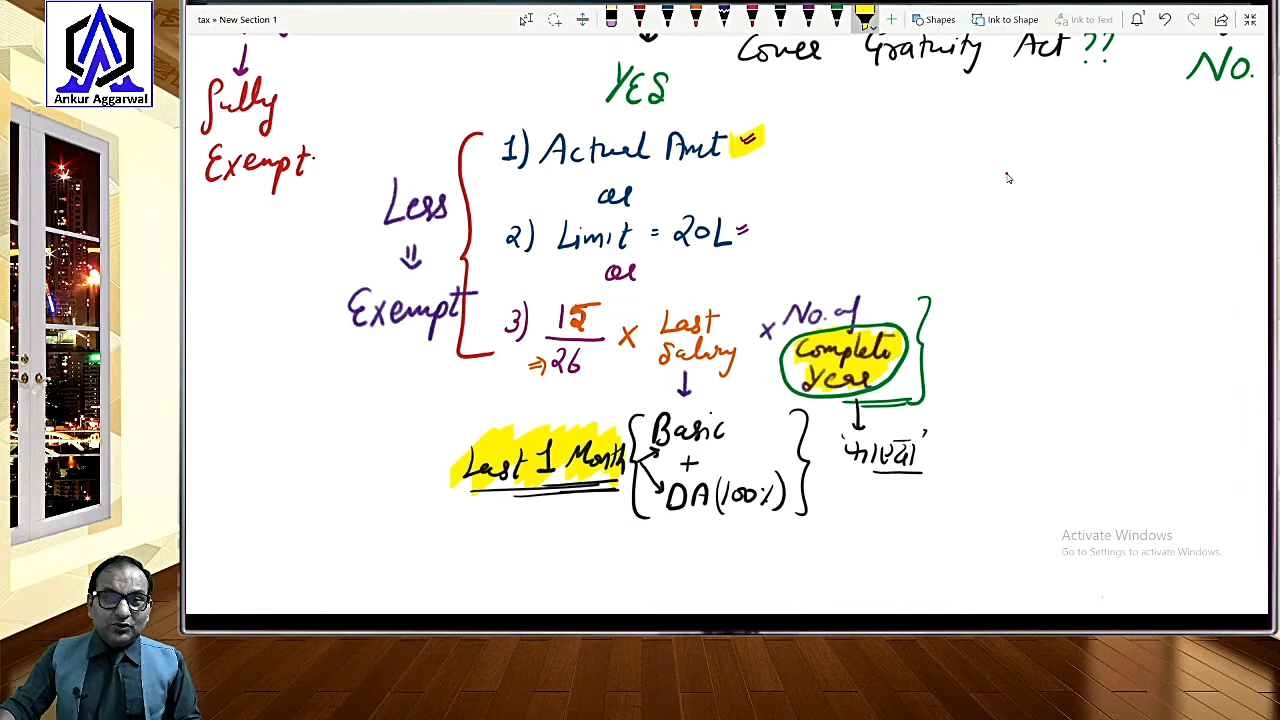 tax » New Section 1
Shapes
Ink to Shape
Ink to Text
Ankur Aggarwal
Cover Gratuity Act ??
YES
No.
Fully
Exempt.
1) Actual Amt =
or
2) Limit = 20L =
or
Less
⇓
Exempt
3) 15/26 × Last Salary × No. of Complete Year
⇒
Last 1 Month
Basic
+
DA (100%)
Activate Windows
Go to Settings to activate Windows.